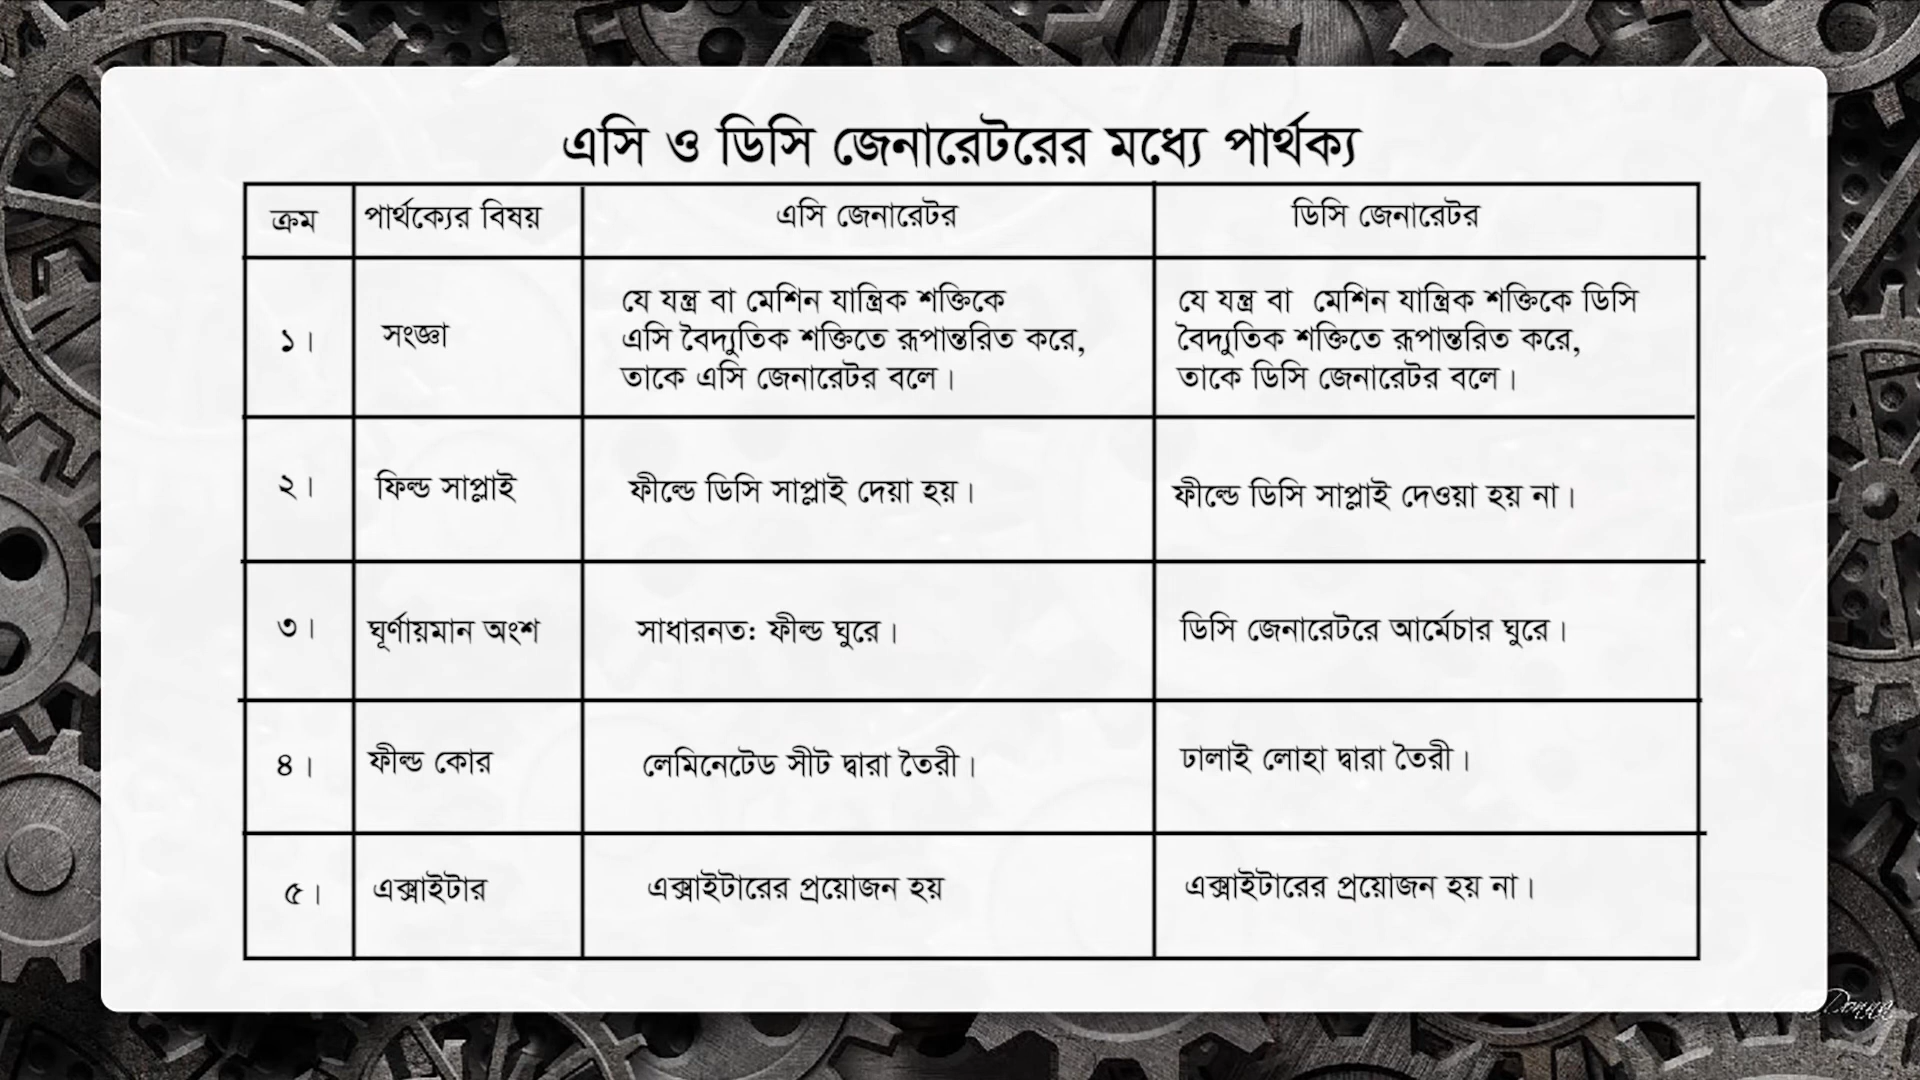 এসি ও ডিসি জেনারেটরের মধ্যে পার্থক্য
ক্রম পার্থক্যের বিষয় এসি জেনারেটর ডিসি জেনারেটর
১। সংজ্ঞা
যে যন্ত্র বা মেশিন যান্ত্রিক শক্তিকে
এসি বৈদ্যুতিক শক্তিতে রূপান্তরিত করে,
তাকে এসি জেনারেটর বলে।
যে যন্ত্র বা মেশিন যান্ত্রিক শক্তিকে ডিসি
বৈদ্যুতিক শক্তিতে রূপান্তরিত করে,
তাকে ডিসি জেনারেটর বলে।
২। ফিল্ড সাপ্লাই ফীল্ডে ডিসি সাপ্লাই দেয়া হয়। ফীল্ডে ডিসি সাপ্লাই দেওয়া হয় না।
৩। ঘূর্ণায়মান অংশ সাধারনত: ফীল্ড ঘুরে। ডিসি জেনারেটরে আর্মেচার ঘুরে।
৪। ফীল্ড কোর লেমিনেটেড সীট দ্বারা তৈরী। ঢালাই লোহা দ্বারা তৈরী।
৫। এক্সাইটার এক্সাইটারের প্রয়োজন হয় এক্সাইটারের প্রয়োজন হয় না।